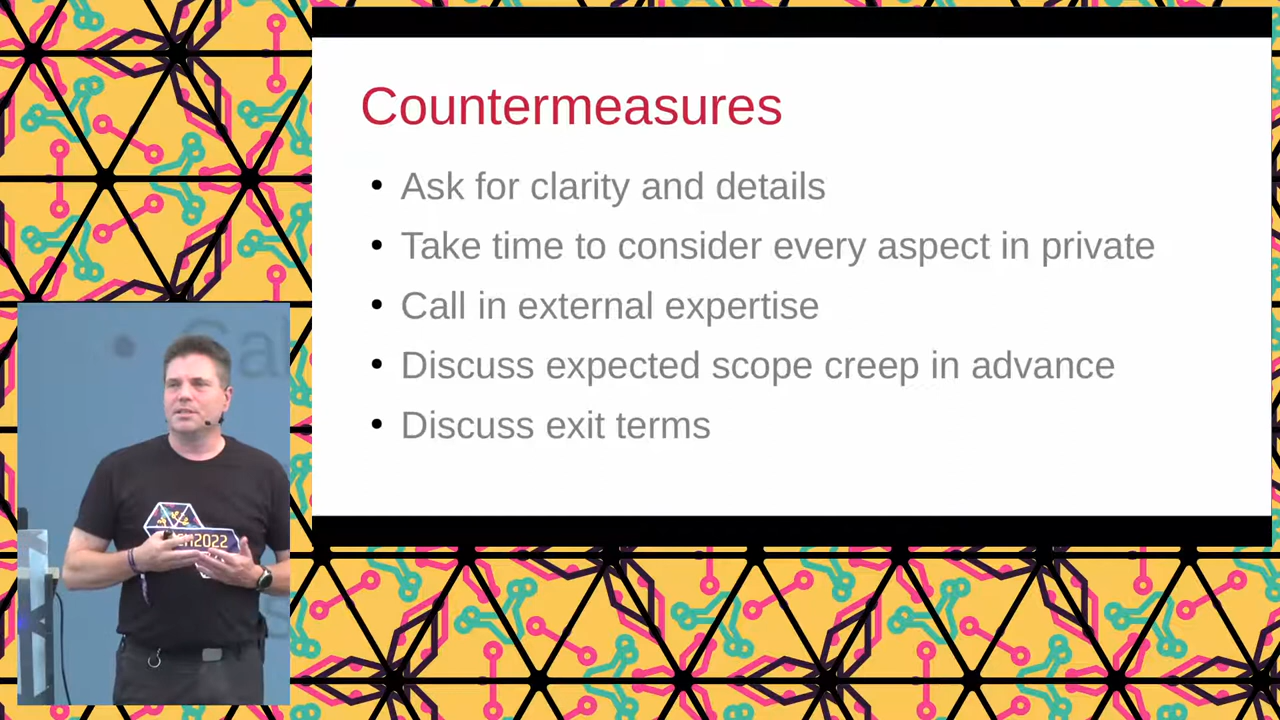 Countermeasures
• Ask for clarity and details
• Take time to consider every aspect in private
• Call in external expertise
• Discuss expected scope creep in advance
• Discuss exit terms
2022